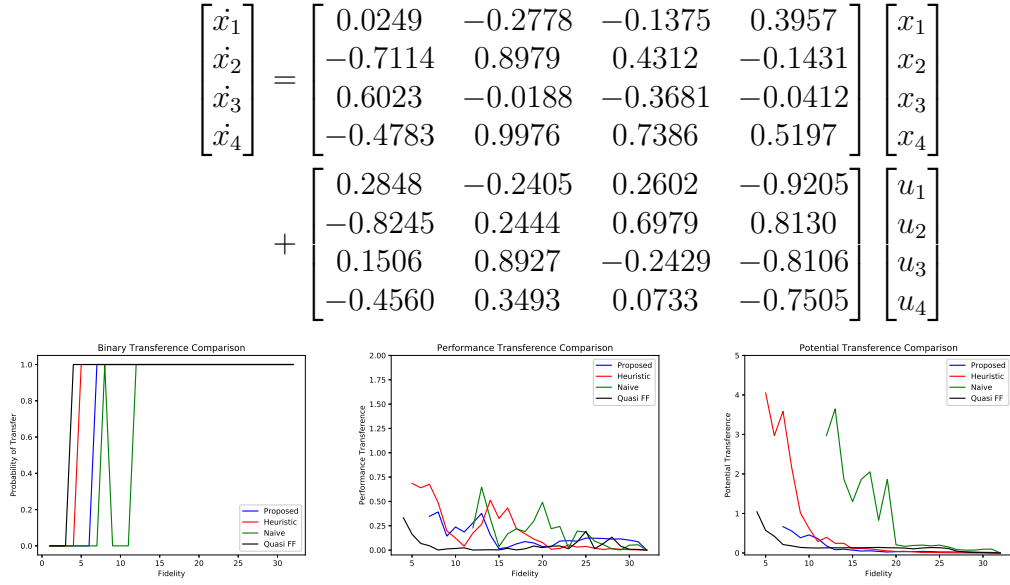 ẋ1 0.0249 −0.2778 −0.1375 0.3957 x1
ẋ2 = −0.7114 0.8979 0.4312 −0.1431 x2
ẋ3 0.6023 −0.0188 −0.3681 −0.0412 x3
ẋ4 −0.4783 0.9976 0.7386 0.5197 x4
0.2848 −0.2405 0.2602 −0.9205 u1
+ −0.8245 0.2444 0.6979 0.8130 u2
0.1506 0.8927 −0.2429 −0.8106 u3
−0.4560 0.3493 0.0733 −0.7505 u4
Binary Transference Comparison
Probability of Transfer
1.0
0.8
0.6
0.4
0.2
0.0
0 5 10 15 20 25 30
Fidelity
Proposed
Heuristic
Naive
Quasi FF
Performance Transference Comparison
Performance Transference
2.00
1.75
1.50
1.25
1.00
0.75
0.50
0.25
0.00
5 10 15 20 25 30
Fidelity
Proposed
Heuristic
Naive
Quasi FF
Potential Transference Comparison
Potential Transference
5
4
3
2
1
0
5 10 15 20 25 30
Fidelity
Proposed
Heuristic
Naive
Quasi FF